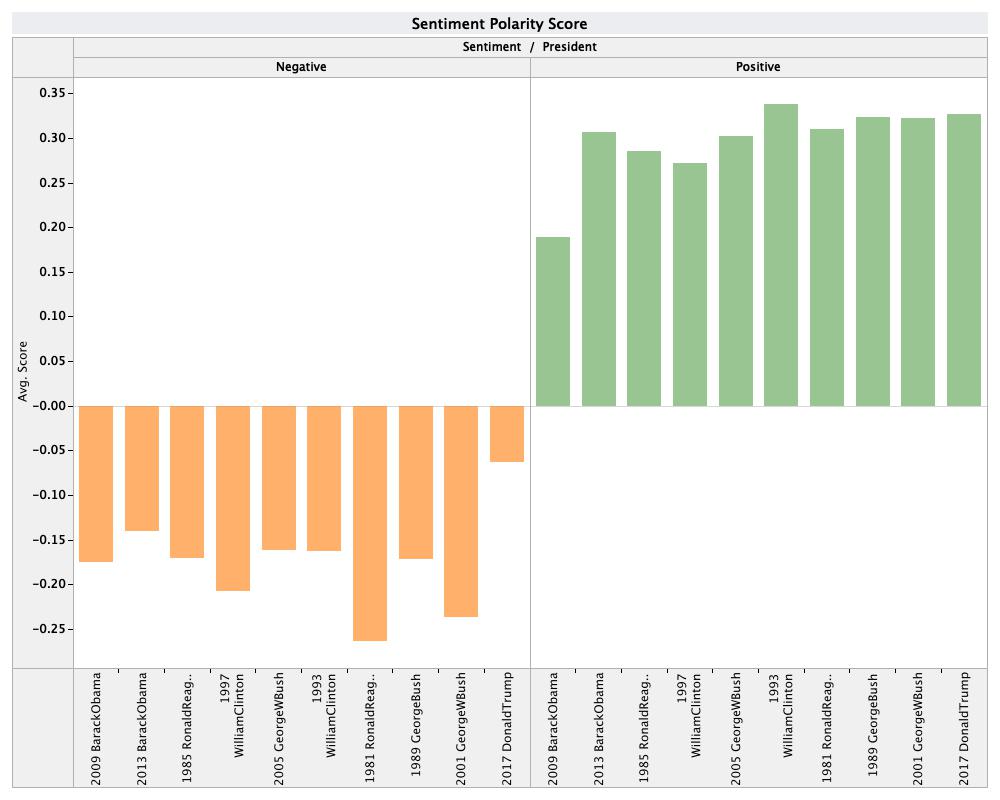 Sentiment Polarity Score
Sentiment / President
Negative
Positive
0.35
0.30
0.25
0.20
0.15
0.10
0.05
−0.00
−0.05
−0.10
−0.15
−0.20
−0.25
Avg. Score
2009 BarackObama
2013 BarackObama
1985 RonaldReag..
1997
WilliamClinton
2005 GeorgeWBush
1993
WilliamClinton
1981 RonaldReag..
1989 GeorgeBush
2001 GeorgeWBush
2017 DonaldTrump
2009 BarackObama
2013 BarackObama
1985 RonaldReag..
1997
WilliamClinton
2005 GeorgeWBush
1993
WilliamClinton
1981 RonaldReag..
1989 GeorgeBush
2001 GeorgeWBush
2017 DonaldTrump